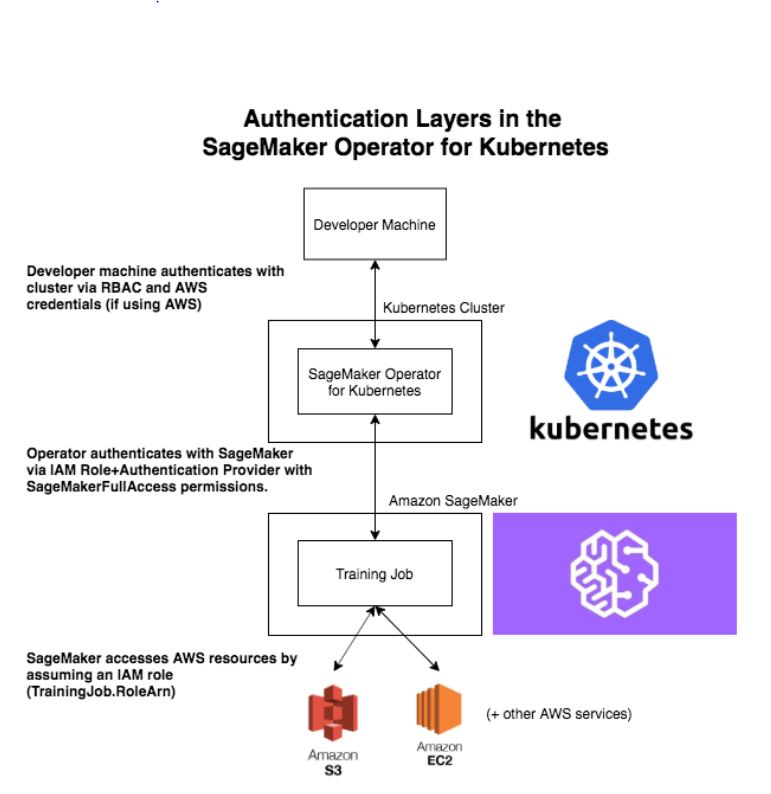 Authentication Layers in the
SageMaker Operator for Kubernetes
Developer Machine
Developer machine authenticates with
cluster via RBAC and AWS
credentials (if using AWS)
Kubernetes Cluster
SageMaker Operator
for Kubernetes
kubernetes
Operator authenticates with SageMaker
via IAM Role+Authentication Provider with
SageMakerFullAccess permissions.
Amazon SageMaker
Training Job
SageMaker accesses AWS resources by
assuming an IAM role
(TrainingJob.RoleArn)
Amazon
S3
Amazon
EC2
(+ other AWS services)